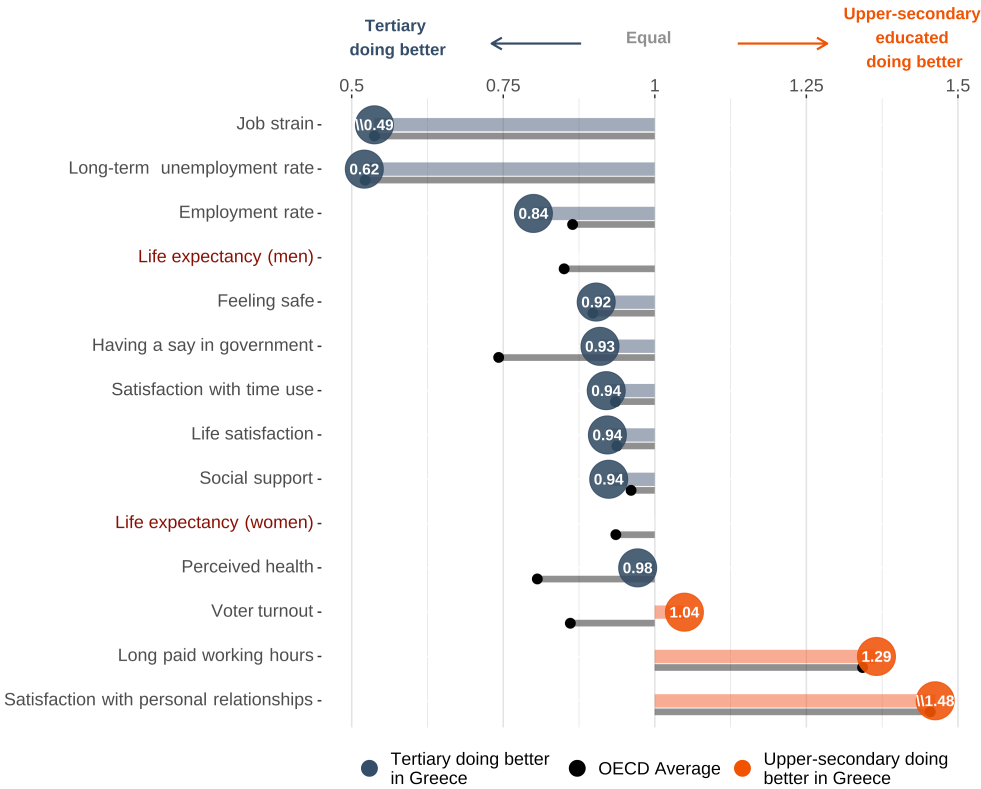 Tertiary
doing better
Equal
Upper-secondary
educated
doing better
0.5 0.75 1 1.25 1.5
Job strain \\0.49
Long-term unemployment rate 0.62
Employment rate 0.84
Life expectancy (men)
Feeling safe 0.92
Having a say in government 0.93
Satisfaction with time use 0.94
Life satisfaction 0.94
Social support 0.94
Life expectancy (women)
Perceived health 0.98
Voter turnout 1.04
Long paid working hours 1.29
Satisfaction with personal relationships \\1.48
Tertiary doing better
in Greece
OECD Average
Upper-secondary doing
better in Greece